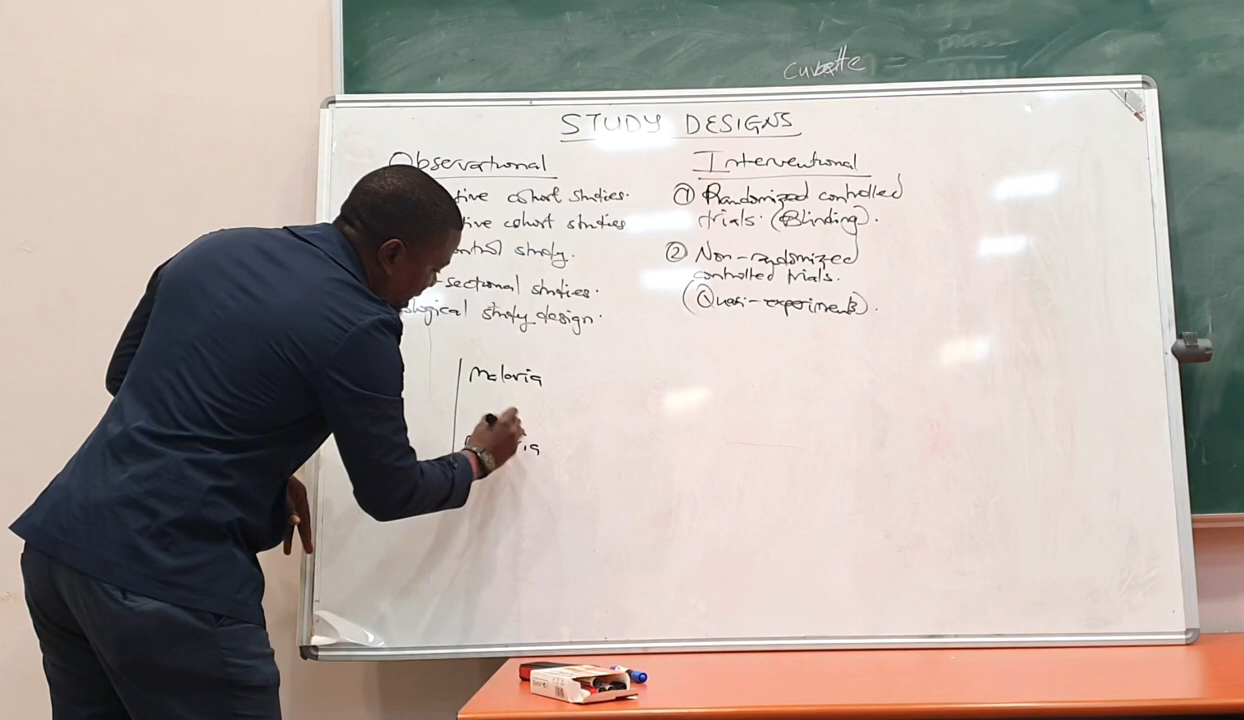 cuvette =
STUDY DESIGNS
Observational
tive cohort studies.
tive cohort studies
ontrol study.
-sectional studies.
ological study design.
Interventional
① Randomized controlled
trials. (Blinding).
② Non-randomized
controlled trials.
(Quasi-experiments).
Malaria